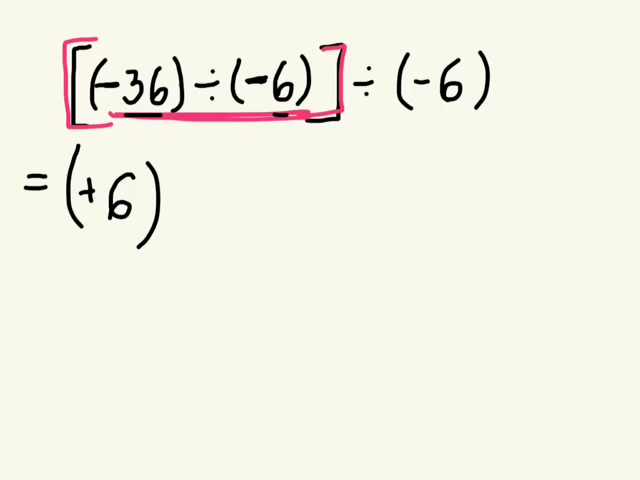 [(-36) ÷ (-6)] ÷ (-6)
= (+6)